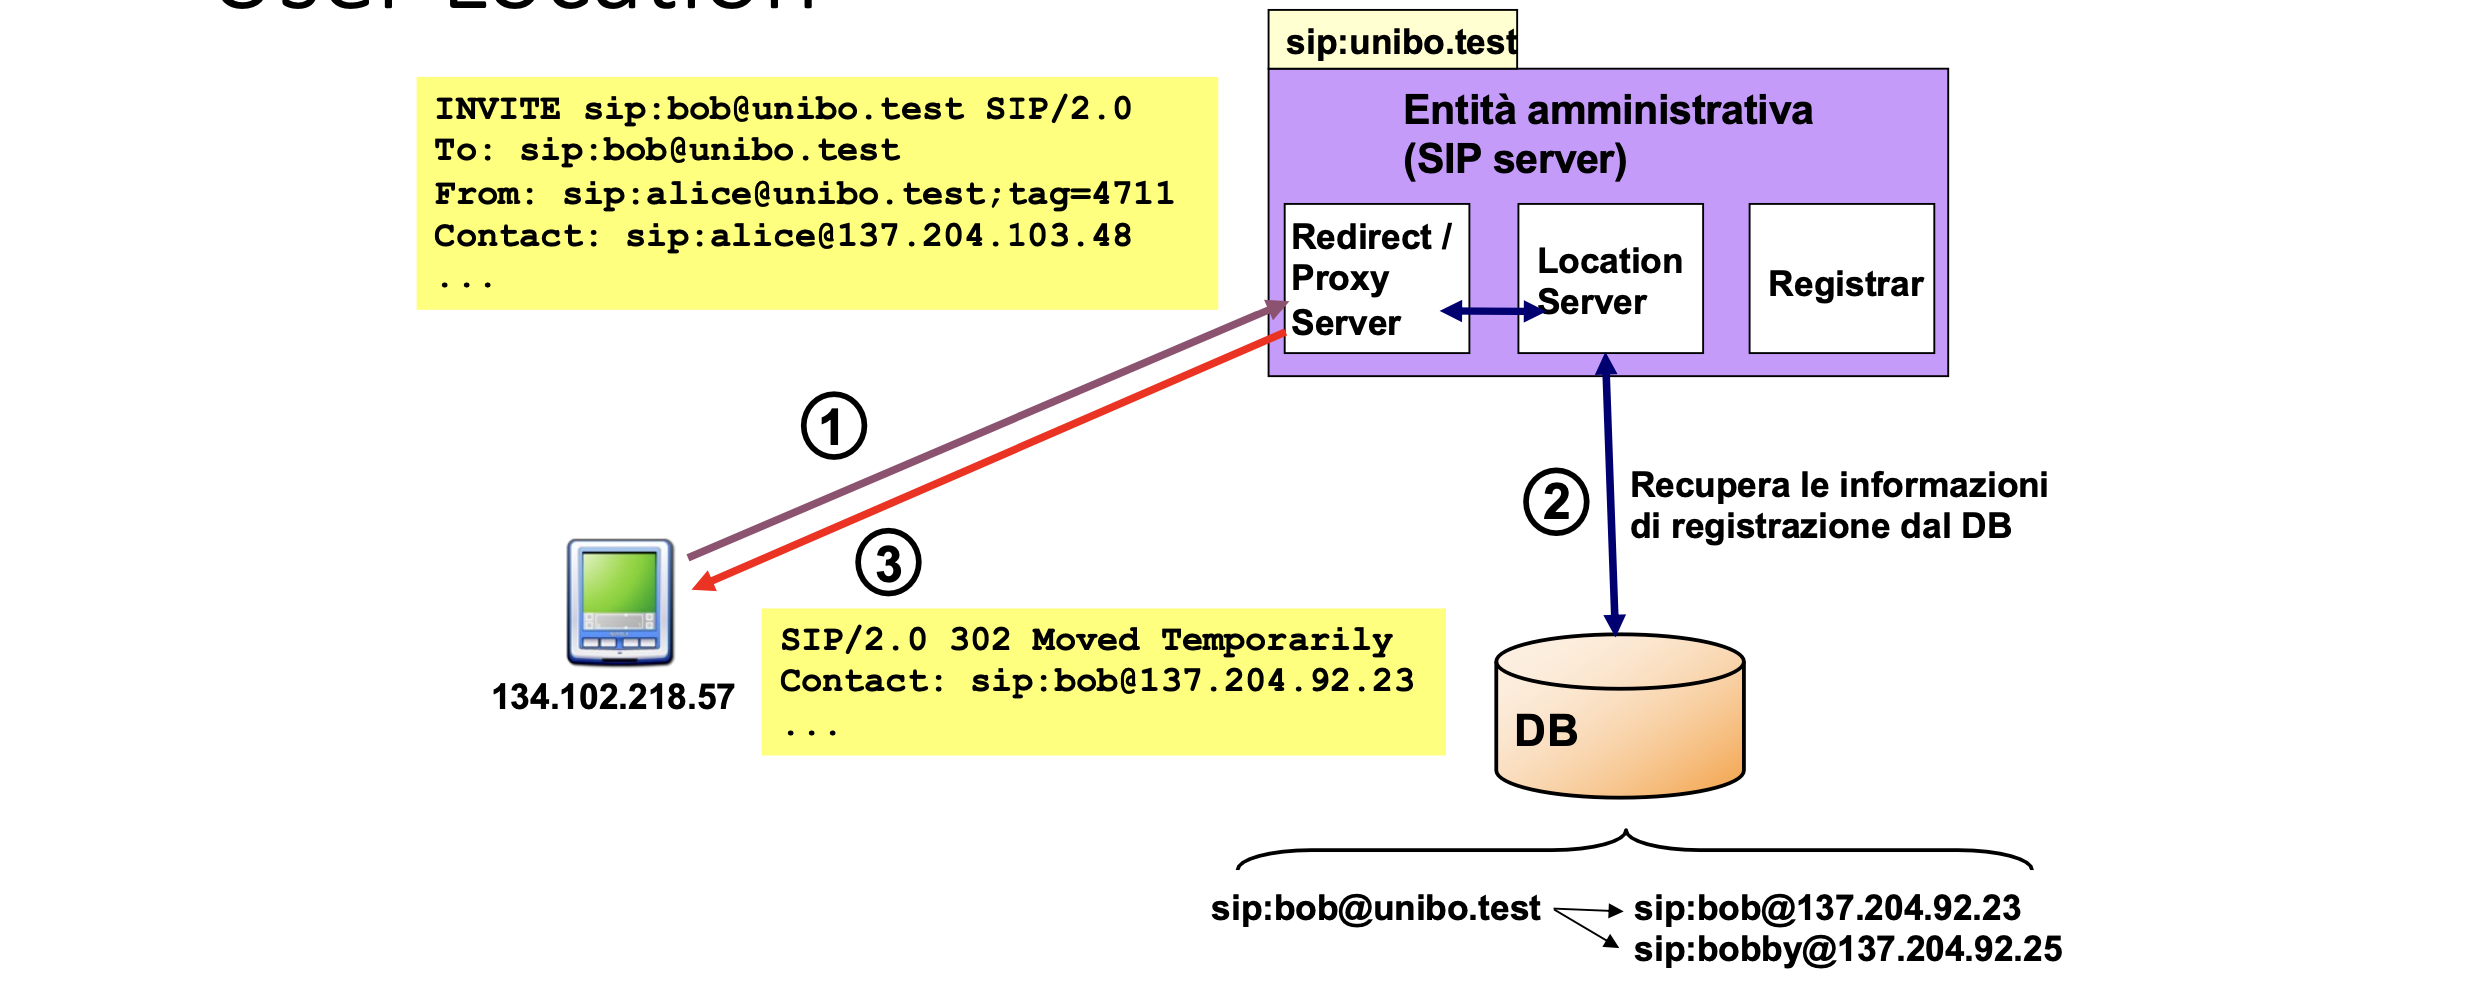 User Location
sip:unibo.test
INVITE sip:bob@unibo.test SIP/2.0
To: sip:bob@unibo.test
From: sip:alice@unibo.test;tag=4711
Contact: sip:alice@137.204.103.48
...
Entità amministrativa
(SIP server)
Redirect /
Proxy
Server
Location
Server
Registrar
1
2
Recupera le informazioni
di registrazione dal DB
3
SIP/2.0 302 Moved Temporarily
Contact: sip:bob@137.204.92.23
...
134.102.218.57
DB
sip:bob@unibo.test
sip:bob@137.204.92.23
sip:bobby@137.204.92.25